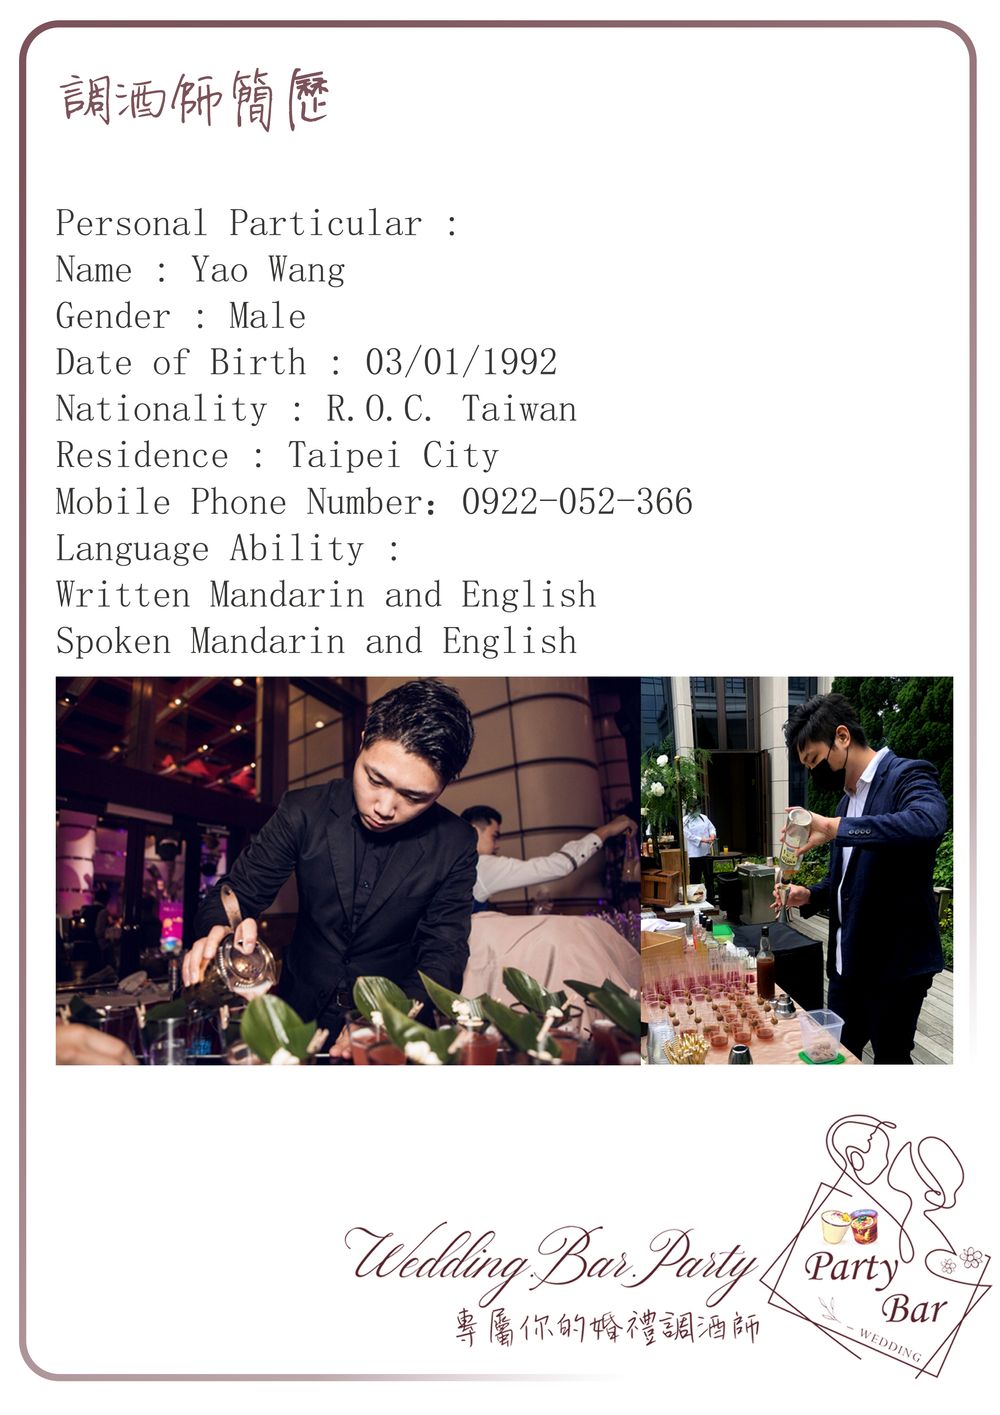 調酒師簡歷
Personal Particular :
Name : Yao Wang
Gender : Male
Date of Birth : 03/01/1992
Nationality : R.O.C. Taiwan
Residence : Taipei City
Mobile Phone Number：0922-052-366
Language Ability :
Written Mandarin and English
Spoken Mandarin and English
Wedding.Bar.Party
專屬你的婚禮調酒師
Party
Bar
- WEDDING